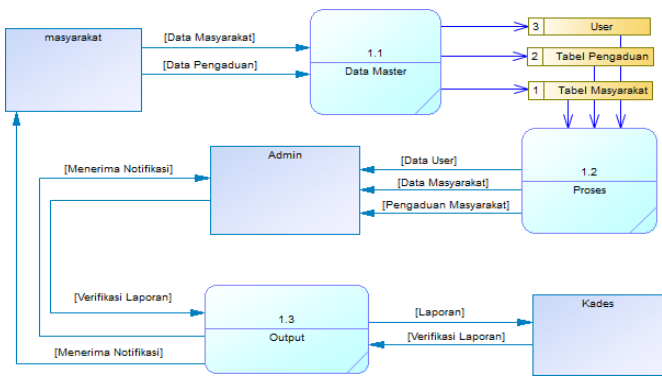 masyarakat
[Data Masyarakat]
[Data Pengaduan]
1.1
Data Master
3 User
2 Tabel Pengaduan
1 Tabel Masyarakat
[Menerima Notifikasi]
Admin
[Data User]
[Data Masyarakat]
[Pengaduan Masyarakat]
1.2
Proses
[Verifikasi Laporan]
1.3
Output
[Menerima Notifikasi]
[Laporan]
[Verifikasi Laporan]
Kades